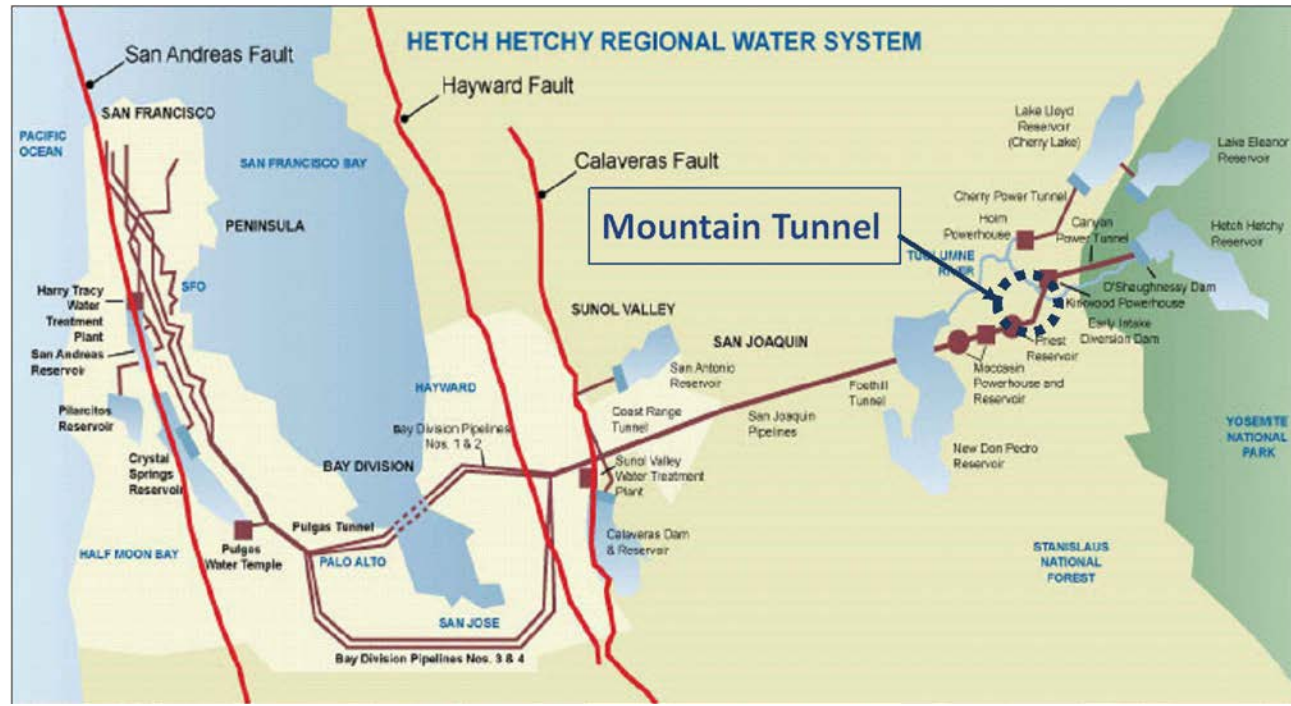 HETCH HETCHY REGIONAL WATER SYSTEM
San Andreas Fault
Hayward Fault
Calaveras Fault
SAN FRANCISCO
PACIFIC
OCEAN
SAN FRANCISCO BAY
PENINSULA
SFO
Harry Tracy
Water
Treatment
Plant
San Andreas
Reservoir
Pilarcitos
Reservoir
Crystal
Springs
Reservoir
HALF MOON BAY
Pulgas
Water Temple
Pulgas Tunnel
PALO ALTO
BAY DIVISION
Bay Division Pipelines
Nos. 1 & 2
HAYWARD
SAN JOSE
Bay Division Pipelines Nos. 3 & 4
SUNOL VALLEY
San Antonio
Reservoir
Coast Range
Tunnel
Sunol Valley
Water Treatment
Plant
Calaveras Dam
& Reservoir
SAN JOAQUIN
San Joaquin
Pipelines
Mountain Tunnel
Lake Lloyd
Reservoir
(Cherry Lake)
Lake Eleanor
Reservoir
Cherry Power Tunnel
Holm
Powerhouse
Canyon
Power Tunnel
Hetch Hetchy
Reservoir
TUOLUMNE
RIVER
O'Shaughnessy Dam
Kirkwood Powerhouse
Early Intake
Diversion Dam
Priest
Reservoir
Moccasin
Powerhouse and
Reservoir
Foothill
Tunnel
New Don Pedro
Reservoir
YOSEMITE
NATIONAL
PARK
STANISLAUS
NATIONAL
FOREST